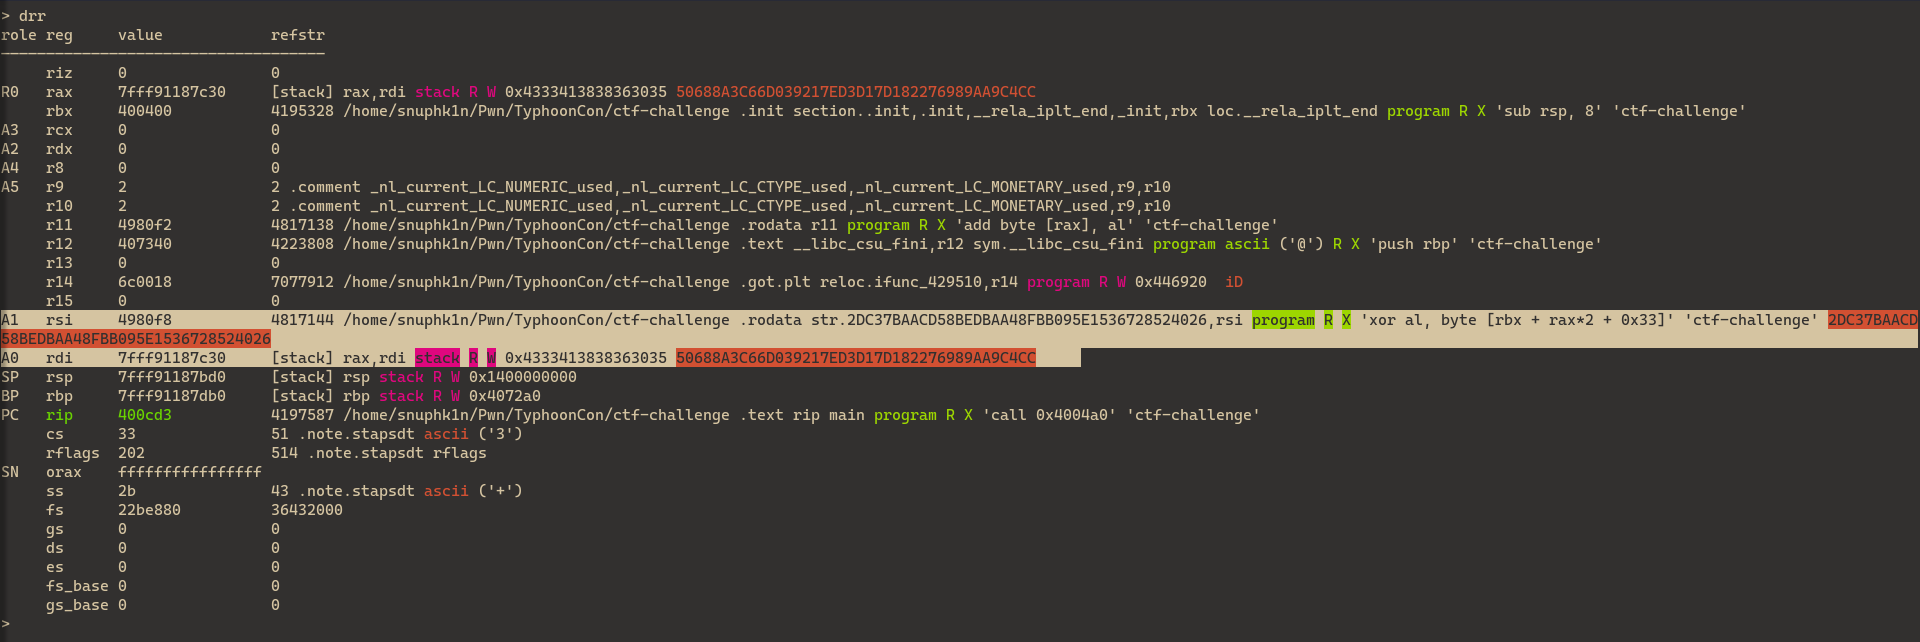 > drr
role reg     value            refstr
     riz     0                0
R0   rax     7fff91187c30     [stack] rax,rdi stack R W 0x4333413838363035 50688A3C66D039217ED3D17D182276989AA9C4CC
     rbx     400400           4195328 /home/snuphk1n/Pwn/TyphoonCon/ctf-challenge .init section..init,.init,__rela_iplt_end,_init,rbx loc.__rela_iplt_end program R X 'sub rsp, 8' 'ctf-challenge'
A3   rcx     0                0
A2   rdx     0                0
A4   r8      0                0
A5   r9      2                2 .comment _nl_current_LC_NUMERIC_used,_nl_current_LC_CTYPE_used,_nl_current_LC_MONETARY_used,r9,r10
     r10     2                2 .comment _nl_current_LC_NUMERIC_used,_nl_current_LC_CTYPE_used,_nl_current_LC_MONETARY_used,r9,r10
     r11     4980f2           4817138 /home/snuphk1n/Pwn/TyphoonCon/ctf-challenge .rodata r11 program R X 'add byte [rax], al' 'ctf-challenge'
     r12     407340           4223808 /home/snuphk1n/Pwn/TyphoonCon/ctf-challenge .text __libc_csu_fini,r12 sym.__libc_csu_fini program ascii ('@') R X 'push rbp' 'ctf-challenge'
     r13     0                0
     r14     6c0018           7077912 /home/snuphk1n/Pwn/TyphoonCon/ctf-challenge .got.plt reloc.ifunc_429510,r14 program R W 0x446920  iD
     r15     0                0
A1   rsi     4980f8           4817144 /home/snuphk1n/Pwn/TyphoonCon/ctf-challenge .rodata str.2DC37BAACD58BEDBAA48FBB095E1536728524026,rsi program R X 'xor al, byte [rbx + rax*2 + 0x33]' 'ctf-challenge' 2DC37BAACD
58BEDBAA48FBB095E1536728524026
A0   rdi     7fff91187c30     [stack] rax,rdi stack R W 0x4333413838363035 50688A3C66D039217ED3D17D182276989AA9C4CC
SP   rsp     7fff91187bd0     [stack] rsp stack R W 0x1400000000
BP   rbp     7fff91187db0     [stack] rbp stack R W 0x4072a0
PC   rip     400cd3           4197587 /home/snuphk1n/Pwn/TyphoonCon/ctf-challenge .text rip main program R X 'call 0x4004a0' 'ctf-challenge'
     cs      33               51 .note.stapsdt ascii ('3')
     rflags  202              514 .note.stapsdt rflags
SN   orax    ffffffffffffffff
     ss      2b               43 .note.stapsdt ascii ('+')
     fs      22be880          36432000
     gs      0                0
     ds      0                0
     es      0                0
     fs_base 0                0
     gs_base 0                0
>